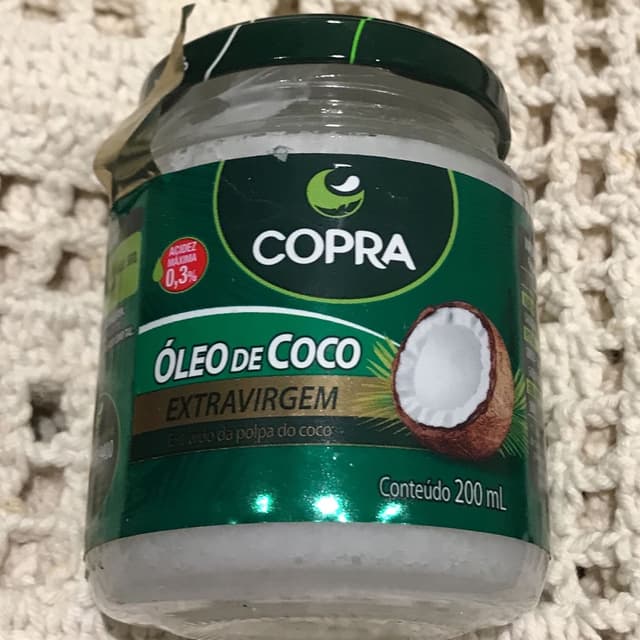 COPRA
ACIDEZ
MÁXIMA
0,3%
ÓLEO DE COCO
EXTRAVIRGEM
Extraído da polpa do coco
Conteúdo 200 mL